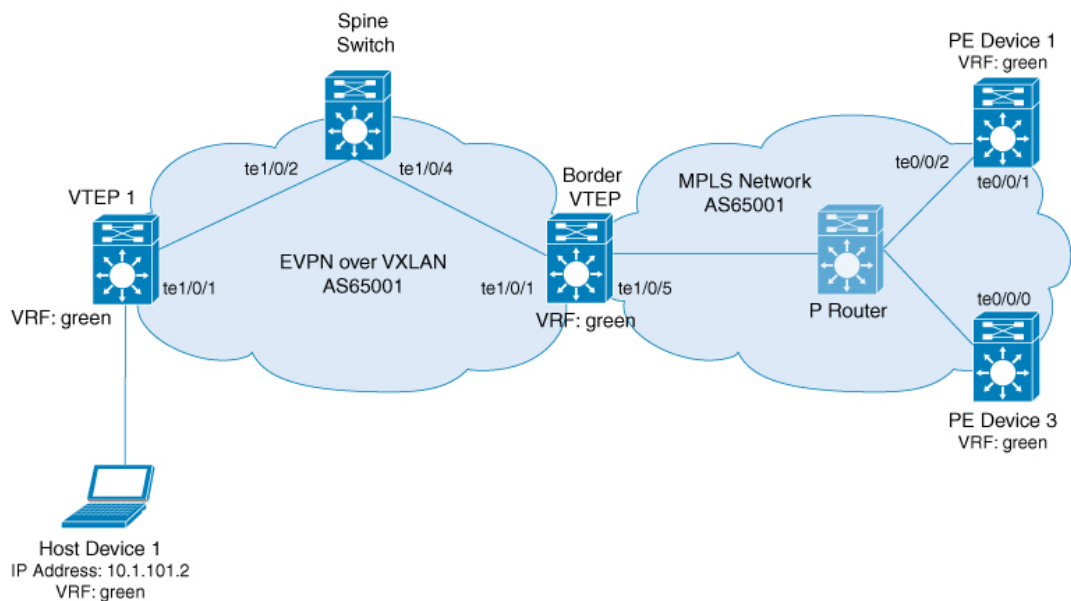 Spine
Switch
PE Device 1
VRF: green
te1/0/2
te1/0/4
te0/0/2
te0/0/1
VTEP 1
Border
VTEP
MPLS Network
AS65001
EVPN over VXLAN
AS65001
te1/0/1
te1/0/1
te1/0/5
te0/0/0
VRF: green
VRF: green
P Router
PE Device 3
VRF: green
Host Device 1
IP Address: 10.1.101.2
VRF: green